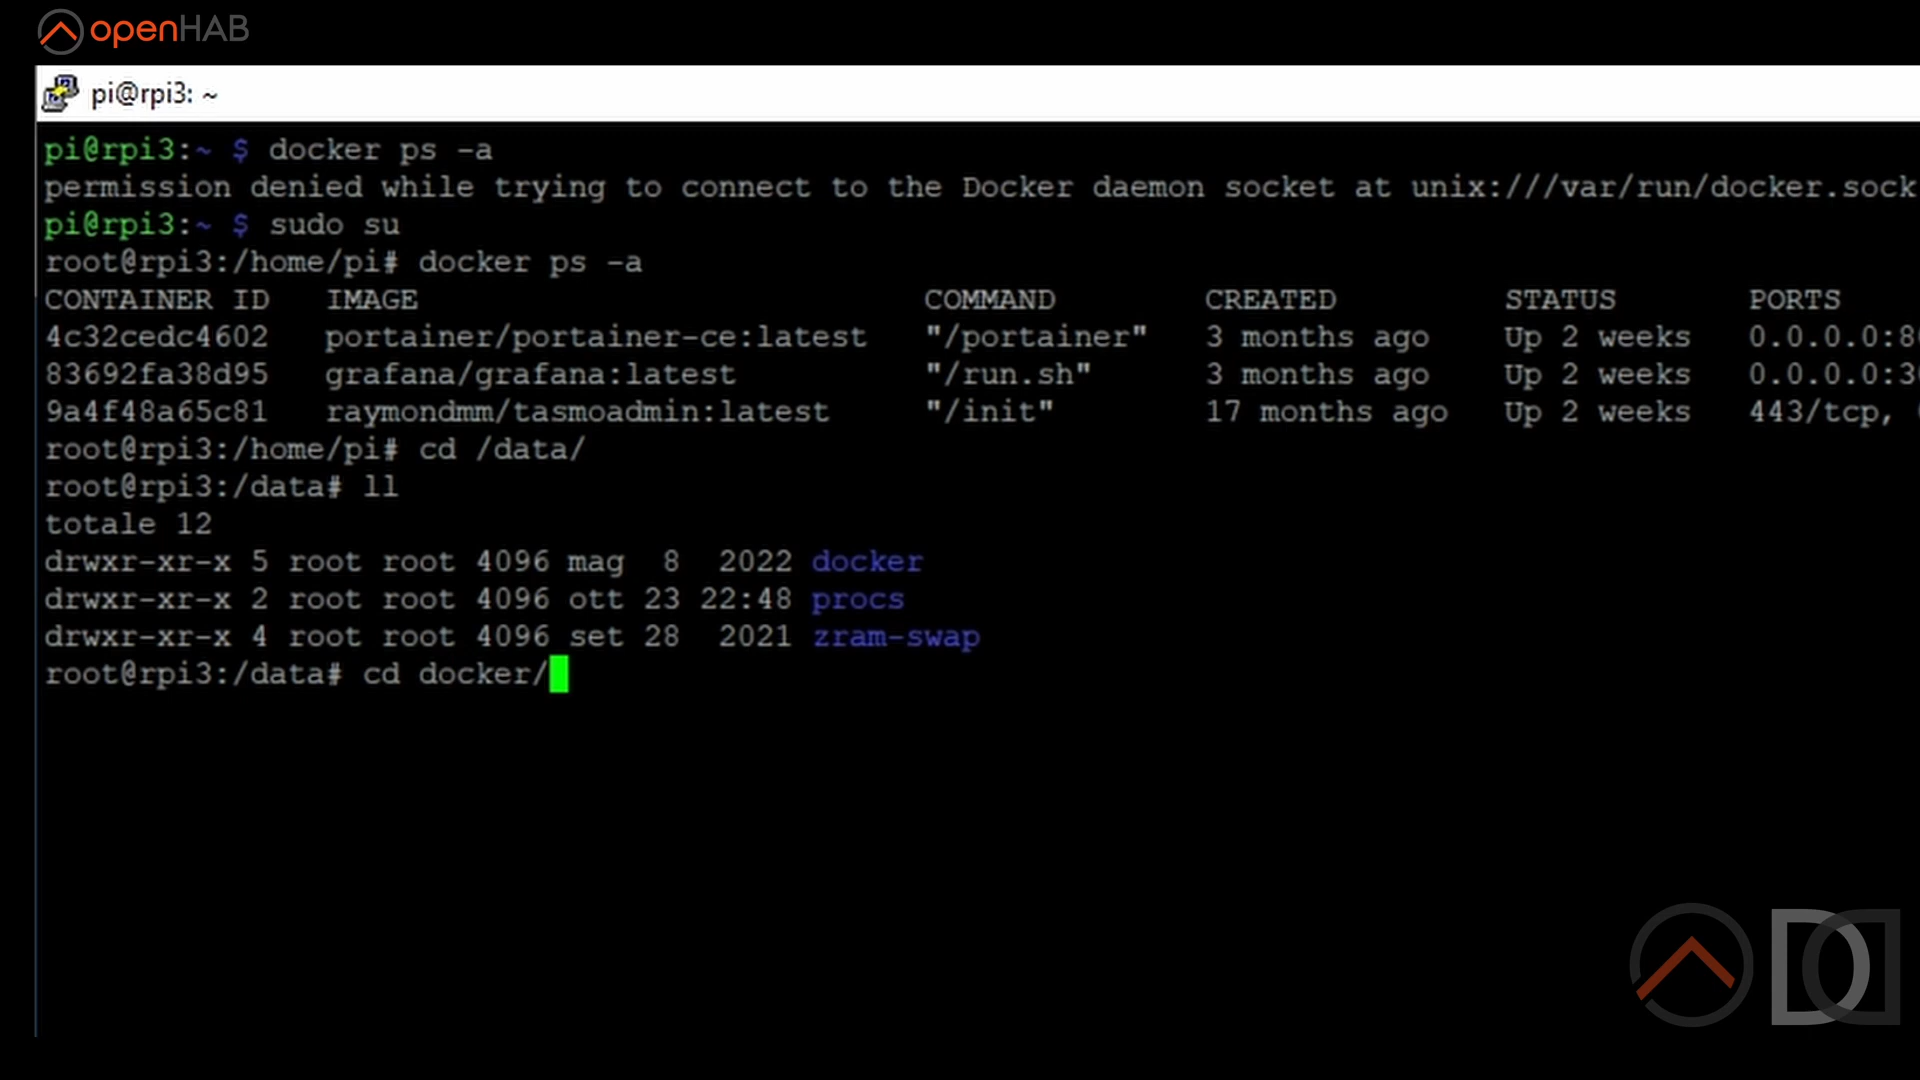 openHAB
pi@rpi3: ~
pi@rpi3:~ $ docker ps -a
permission denied while trying to connect to the Docker daemon socket at unix:///var/run/docker.sock
pi@rpi3:~ $ sudo su
root@rpi3:/home/pi# docker ps -a
CONTAINER ID IMAGE COMMAND CREATED STATUS PORTS
4c32cedc4602 portainer/portainer-ce:latest "/portainer" 3 months ago Up 2 weeks 0.0.0.0:8
83692fa38d95 grafana/grafana:latest "/run.sh" 3 months ago Up 2 weeks 0.0.0.0:3
9a4f48a65c81 raymondmm/tasmoadmin:latest "/init" 17 months ago Up 2 weeks 443/tcp,
root@rpi3:/home/pi# cd /data/
root@rpi3:/data# ll
totale 12
drwxr-xr-x 5 root root 4096 mag 8 2022 docker
drwxr-xr-x 2 root root 4096 ott 23 22:48 procs
drwxr-xr-x 4 root root 4096 set 28 2021 zram-swap
root@rpi3:/data# cd docker/